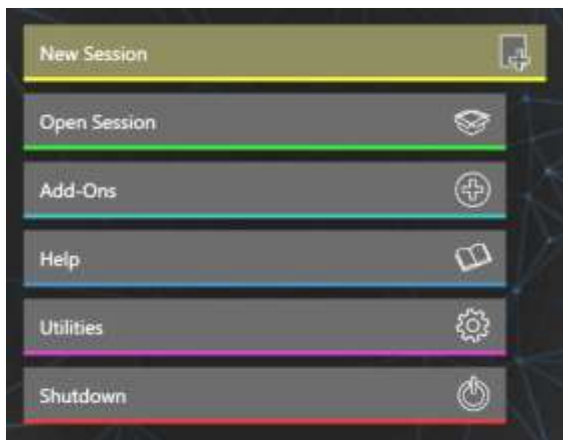 New Session
Open Session
Add-Ons
Help
Utilities
Shutdown